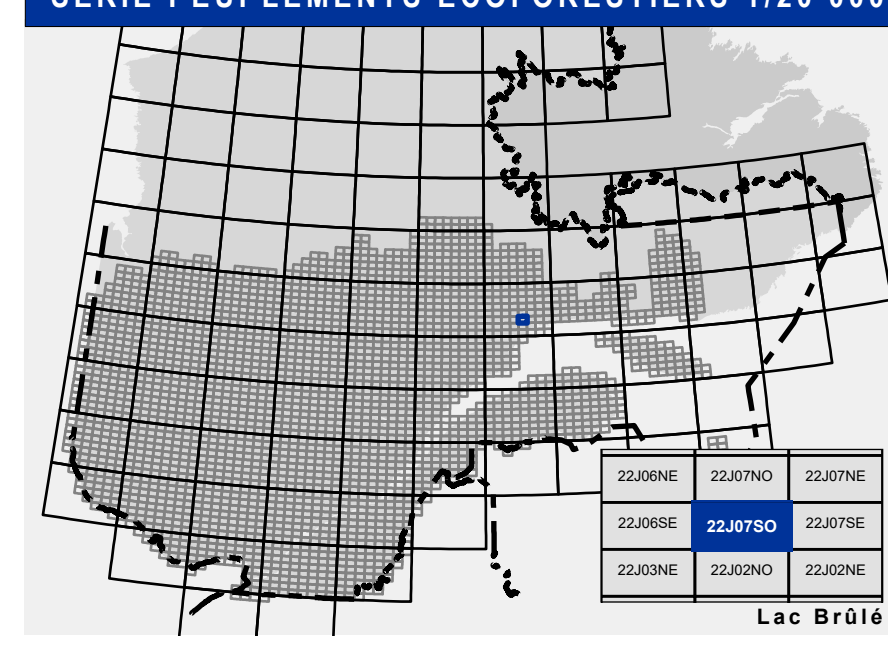 SÉRIE PEUPLEMENTS ÉCOFORESTIERS 1/20 000
22J06NE 22J07NO 22J07NE
22J06SE 22J07SO 22J07SE
22J03NE 22J02NO 22J02NE
Lac Brûlé